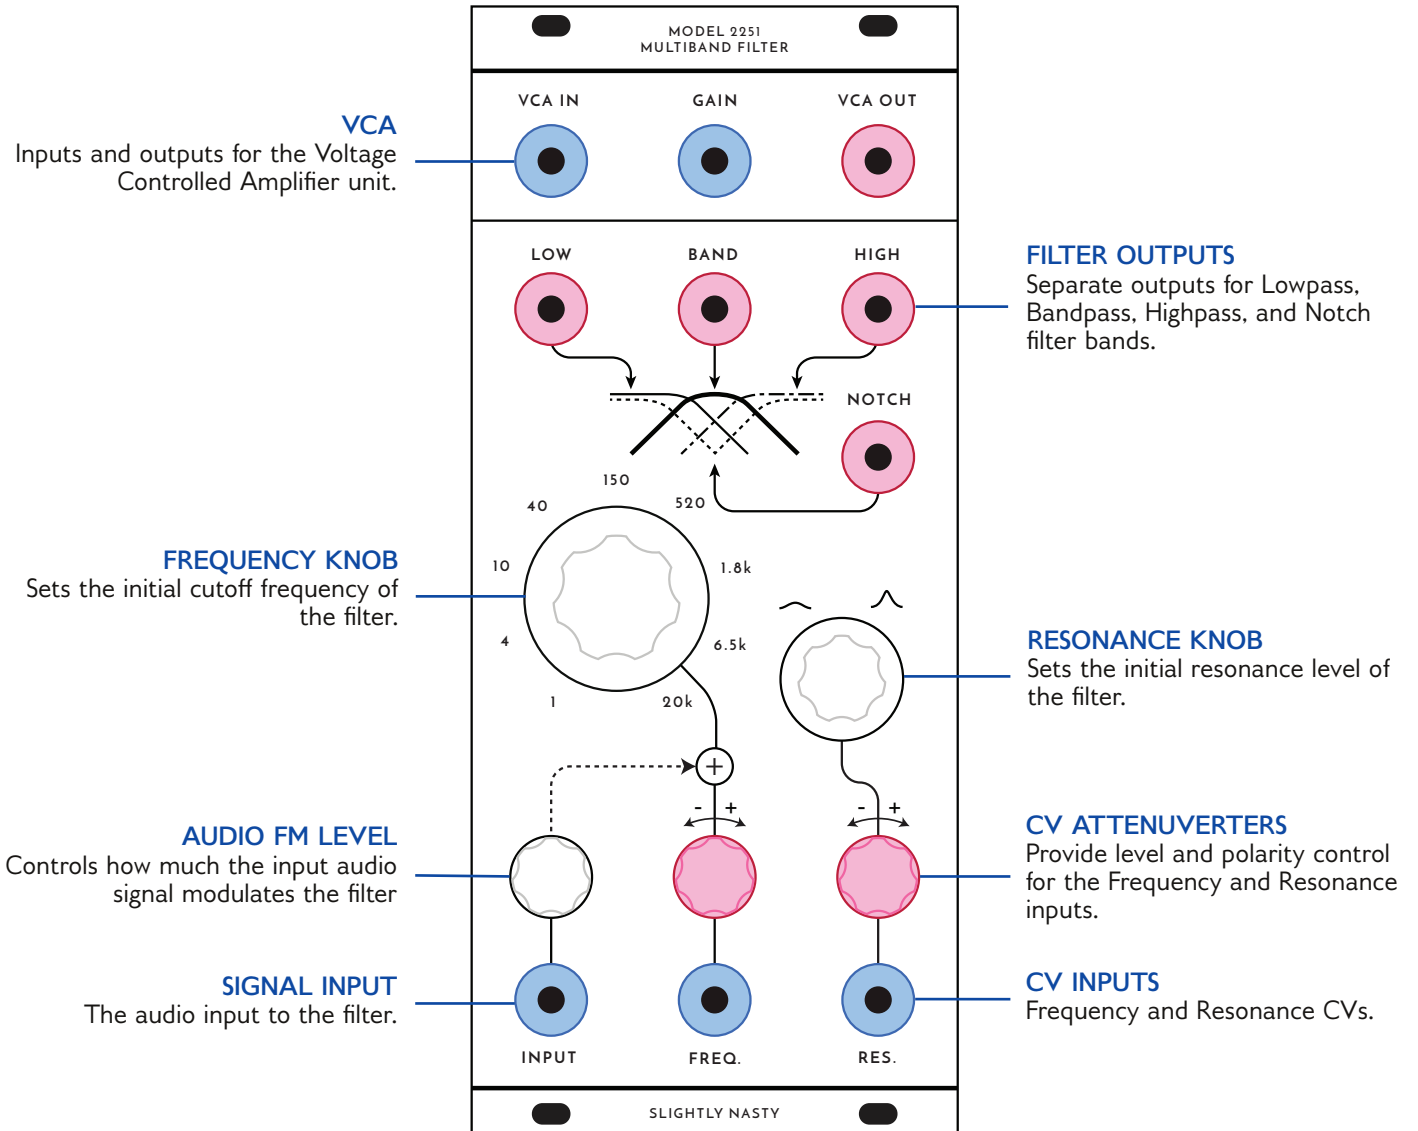 MODEL 2251
MULTIBAND FILTER
VCA IN
GAIN
VCA OUT
VCA
Inputs and outputs for the Voltage
Controlled Amplifier unit.
LOW
BAND
HIGH
FILTER OUTPUTS
Separate outputs for Lowpass,
Bandpass, Highpass, and Notch
filter bands.
NOTCH
150
40
520
10
1.8k
4
6.5k
1
20k
FREQUENCY KNOB
Sets the initial cutoff frequency of
the filter.
RESONANCE KNOB
Sets the initial resonance level of
the filter.
+
- +
- +
AUDIO FM LEVEL
Controls how much the input audio
signal modulates the filter
CV ATTENUVERTERS
Provide level and polarity control
for the Frequency and Resonance
inputs.
SIGNAL INPUT
The audio input to the filter.
CV INPUTS
Frequency and Resonance CVs.
INPUT
FREQ.
RES.
SLIGHTLY NASTY